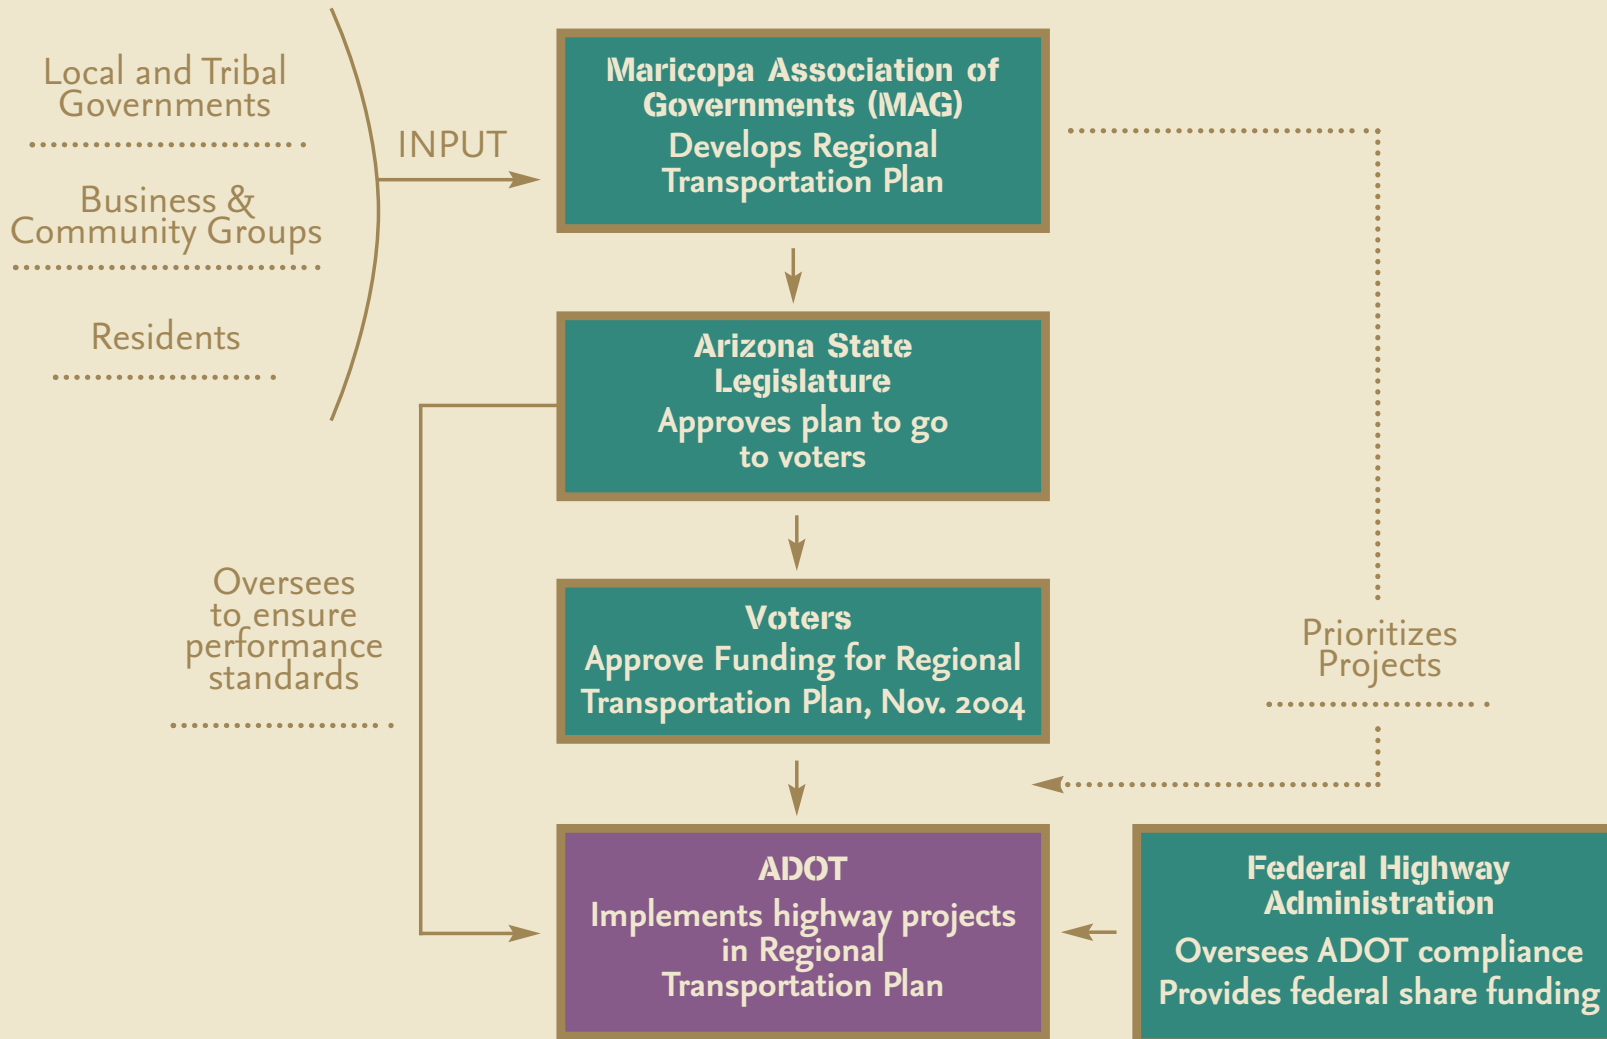 Local and Tribal
Governments
Business &
Community Groups
Residents
INPUT
Maricopa Association of
Governments (MAG)
Develops Regional
Transportation Plan
Arizona State
Legislature
Approves plan to go
to voters
Oversees
to ensure
performance
standards
Voters
Approve Funding for Regional
Transportation Plan, Nov. 2004
Prioritizes
Projects
ADOT
Implements highway projects
in Regional
Transportation Plan
Federal Highway
Administration
Oversees ADOT compliance
Provides federal share funding